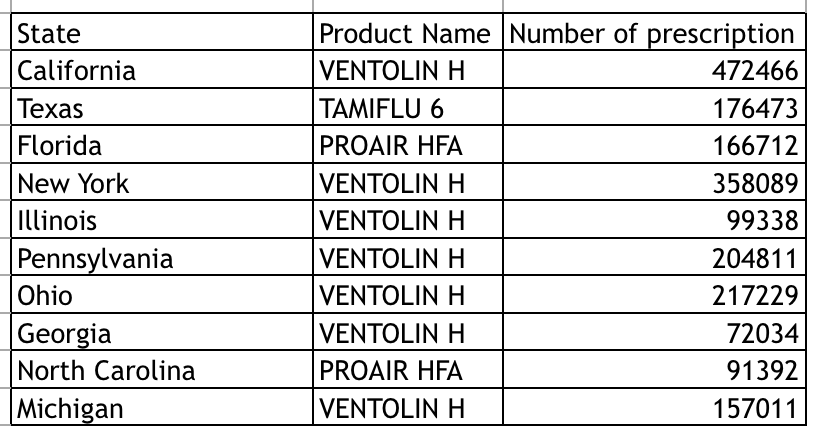 State Product Name Number of prescription
California VENTOLIN H 472466
Texas TAMIFLU 6 176473
Florida PROAIR HFA 166712
New York VENTOLIN H 358089
Illinois VENTOLIN H 99338
Pennsylvania VENTOLIN H 204811
Ohio VENTOLIN H 217229
Georgia VENTOLIN H 72034
North Carolina PROAIR HFA 91392
Michigan VENTOLIN H 157011